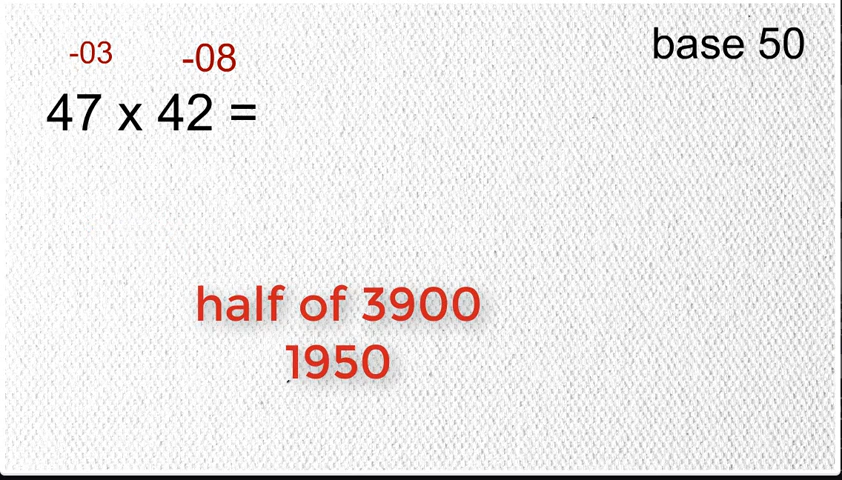 base 50
-03 -08
47 x 42 =
half of 3900
1950